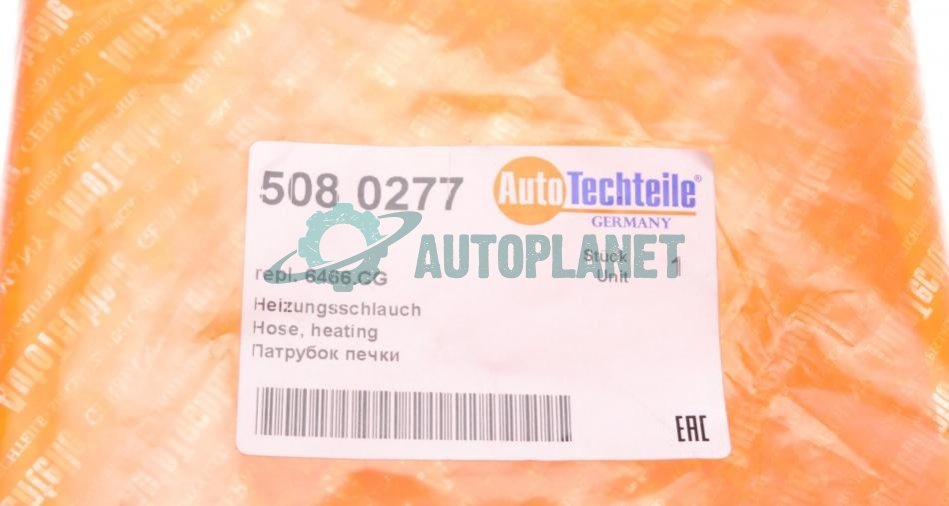 508 0277
AutoTechteile®
GERMANY
AUTOPLANET
repl. 6466.CG
Stück
Unit
1
Heizungsschlauch
Hose, heating
Патрубок печки
EAC